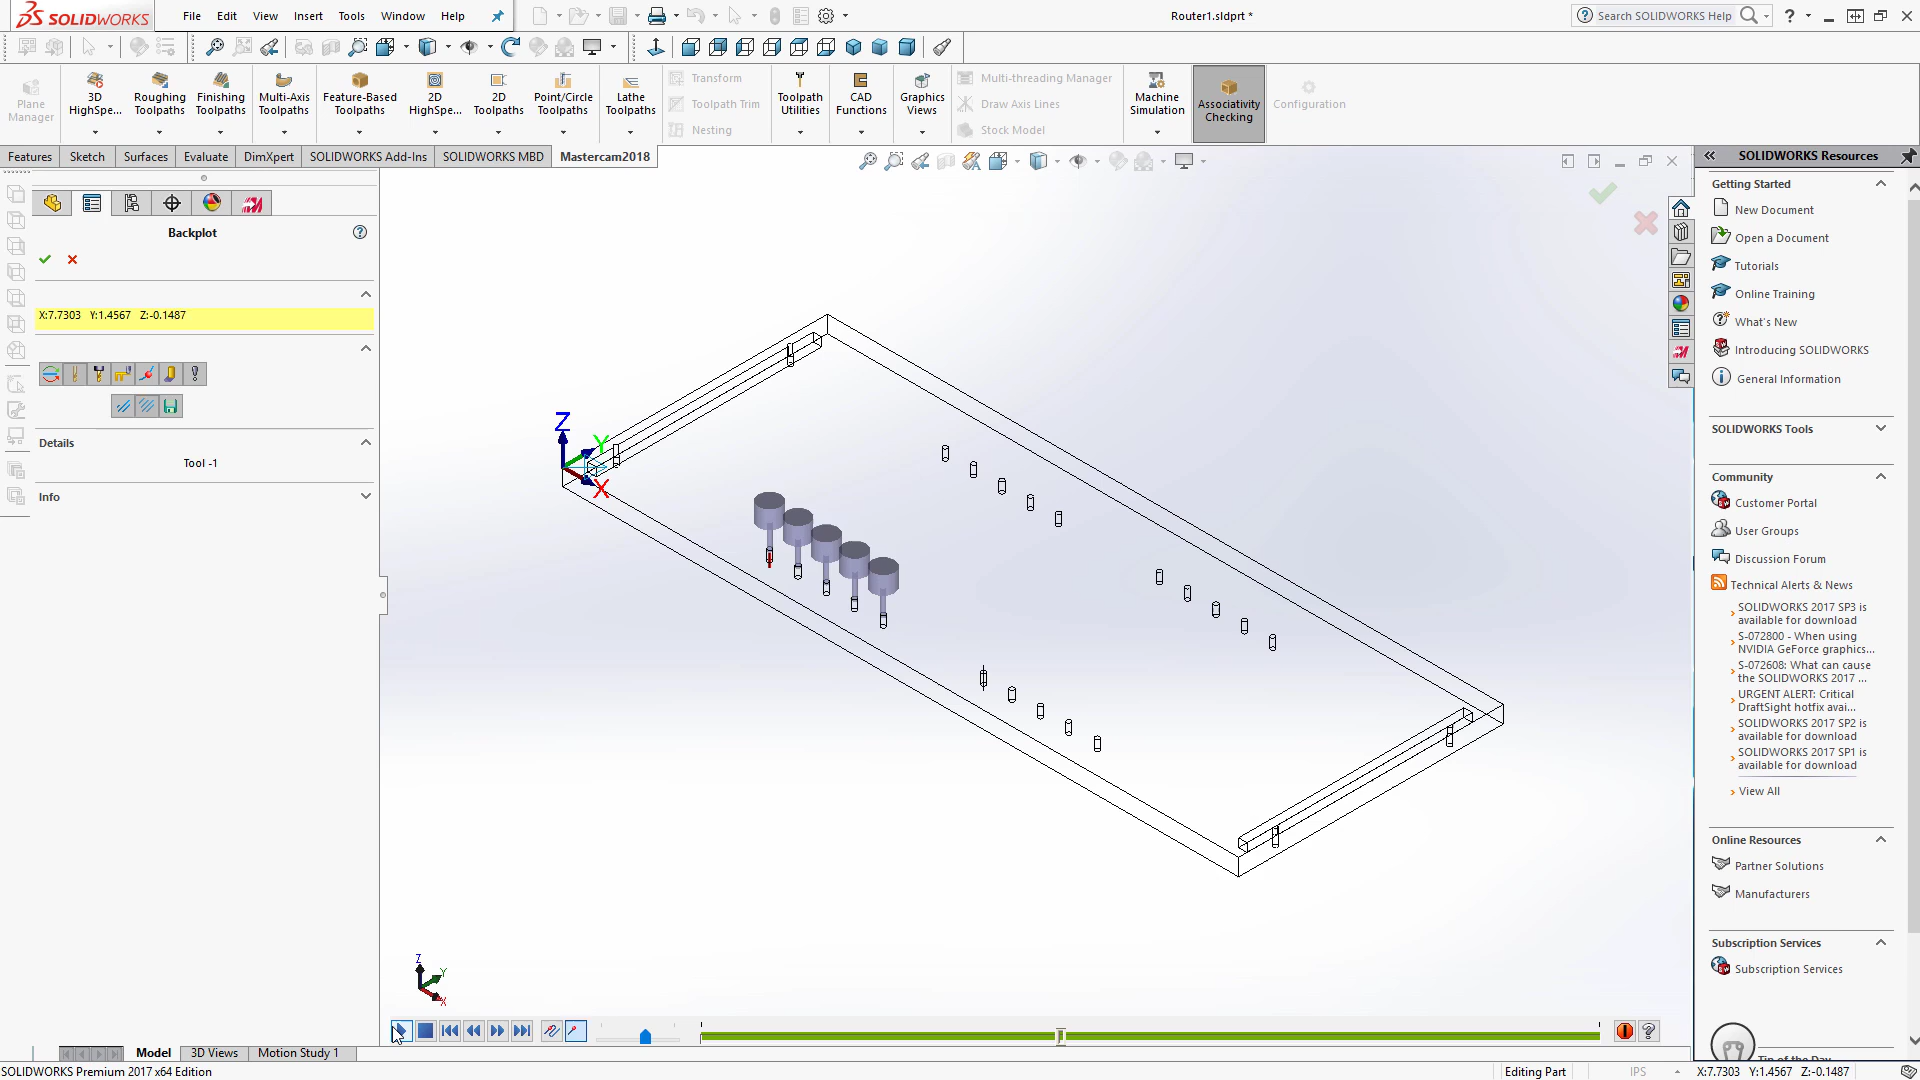 SOLIDWORKS
File Edit View Insert Tools Window Help
Router1.sldprt *
Search SOLIDWORKS Help
Plane Manager
3D HighSpe...
Roughing Toolpaths
Finishing Toolpaths
Multi-Axis Toolpaths
Feature-Based Toolpaths
2D HighSpe...
2D Toolpaths
Point/Circle Toolpaths
Lathe Toolpaths
Transform
Toolpath Trim
Nesting
Toolpath Utilities
CAD Functions
Graphics Views
Multi-threading Manager
Draw Axis Lines
Stock Model
Machine Simulation
Associativity Checking
Configuration
Features Sketch Surfaces Evaluate DimXpert SOLIDWORKS Add-Ins SOLIDWORKS MBD Mastercam2018
Backplot
X:7.7303 Y:1.4567 Z:-0.1487
Details
Tool -1
Info
Z
Y
X
Z
Y
X
SOLIDWORKS Resources
Getting Started
New Document
Open a Document
Tutorials
Online Training
What's New
Introducing SOLIDWORKS
General Information
SOLIDWORKS Tools
Community
Customer Portal
User Groups
Discussion Forum
Technical Alerts & News
SOLIDWORKS 2017 SP3 is
available for download
S-072800 - When using
NVIDIA GeForce graphics...
S-072608: What can cause
the SOLIDWORKS 2017 ...
URGENT ALERT: Critical
DraftSight hotfix avai...
SOLIDWORKS 2017 SP2 is
available for download
SOLIDWORKS 2017 SP1 is
available for download
View All
Online Resources
Partner Solutions
Manufacturers
Subscription Services
Subscription Services
Tip of the Day
Model 3D Views Motion Study 1
SOLIDWORKS Premium 2017 x64 Edition
Editing Part
IPS
X:7.7303 Y:1.4567 Z:-0.1487